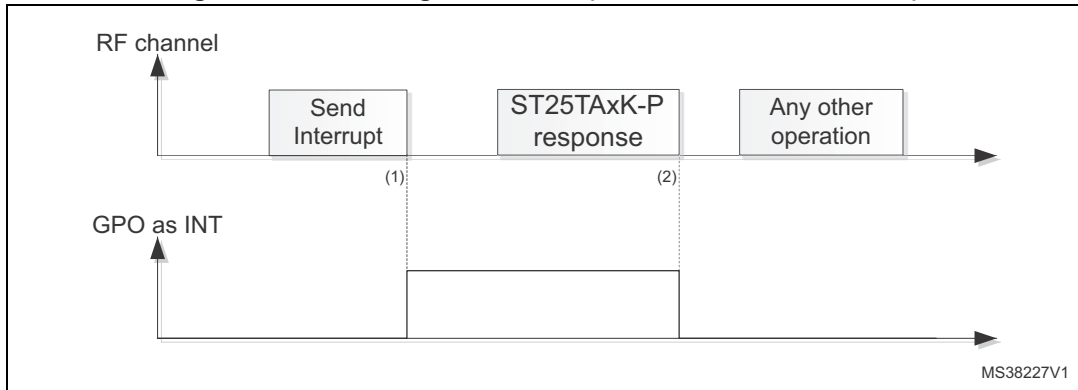 RF channel
Send
Interrupt
ST25TAxK-P
response
Any other
operation
(1)
(2)
GPO as INT
MS38227V1